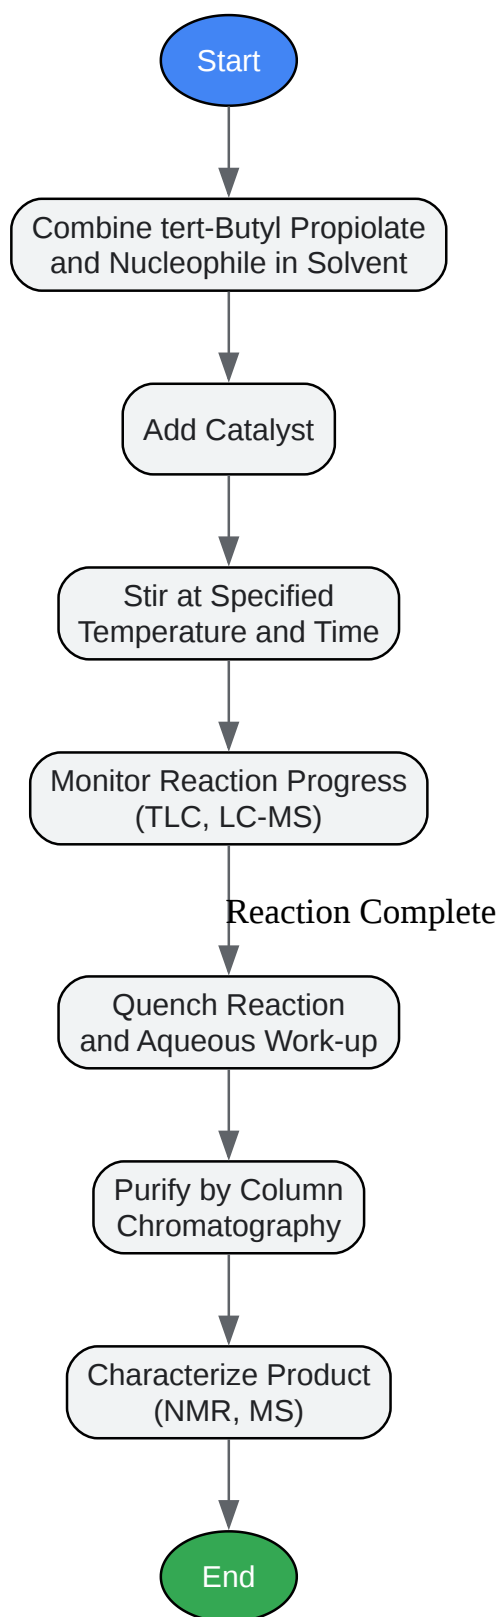 Start
Combine tert-Butyl Propiolate
and Nucleophile in Solvent
Add Catalyst
Stir at Specified
Temperature and Time
Monitor Reaction Progress
(TLC, LC-MS)
Reaction Complete
Quench Reaction
and Aqueous Work-up
Purify by Column
Chromatography
Characterize Product
(NMR, MS)
End